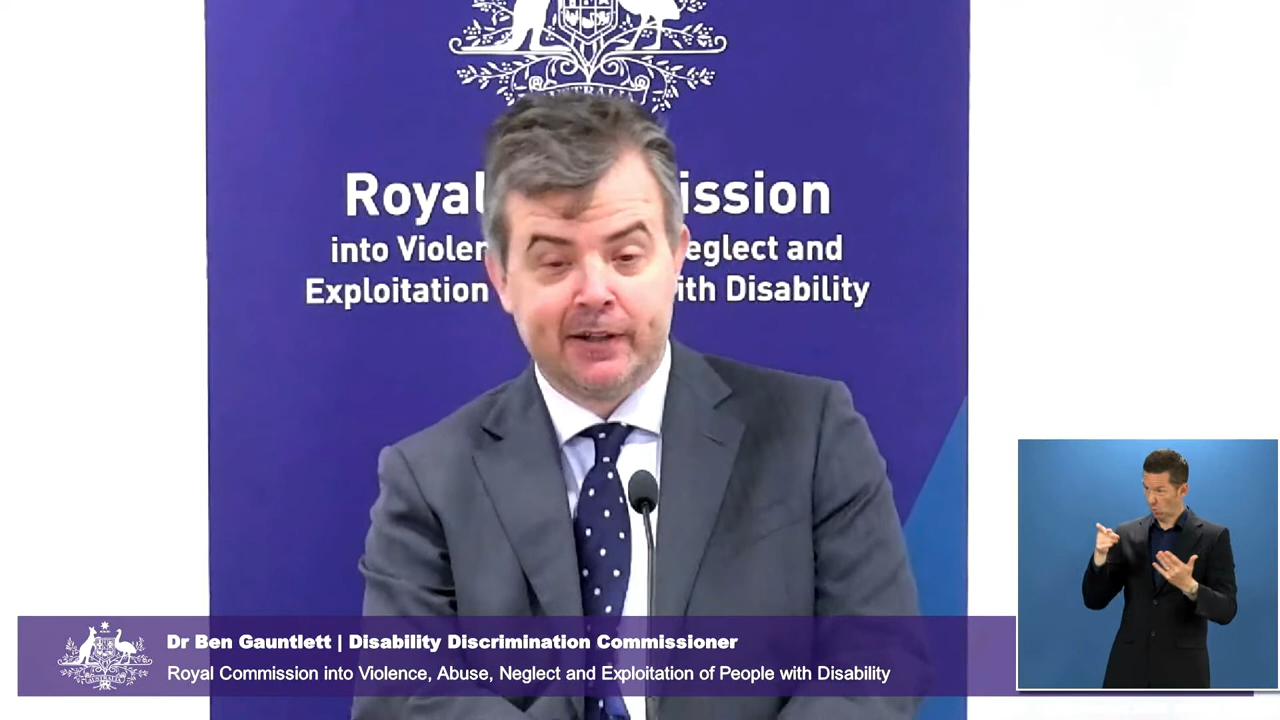 AUSTRALIA
Royal ission
into Violen eglect and
Exploitation ith Disability
Dr Ben Gauntlett | Disability Discrimination Commissioner
Royal Commission into Violence, Abuse, Neglect and Exploitation of People with Disability